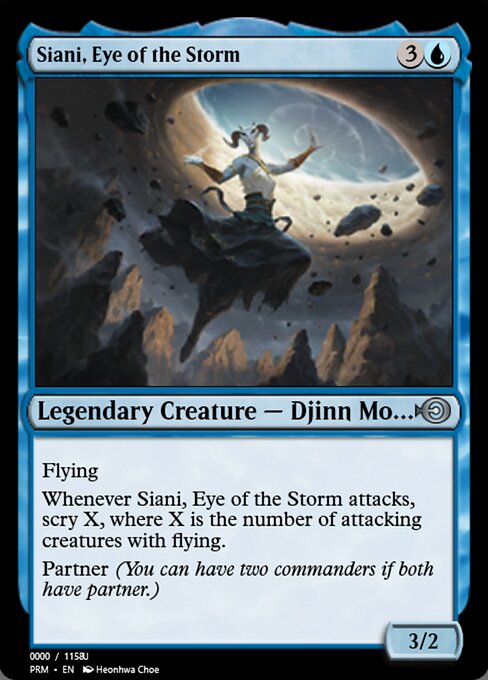 Siani, Eye of the Storm 3
Legendary Creature — Djinn Mo...
Flying
Whenever Siani, Eye of the Storm attacks,
scry X, where X is the number of attacking
creatures with flying.
Partner (You can have two commanders if both
have partner.)
3/2
0000 / 1158U
PRM • EN Heonhwa Choe